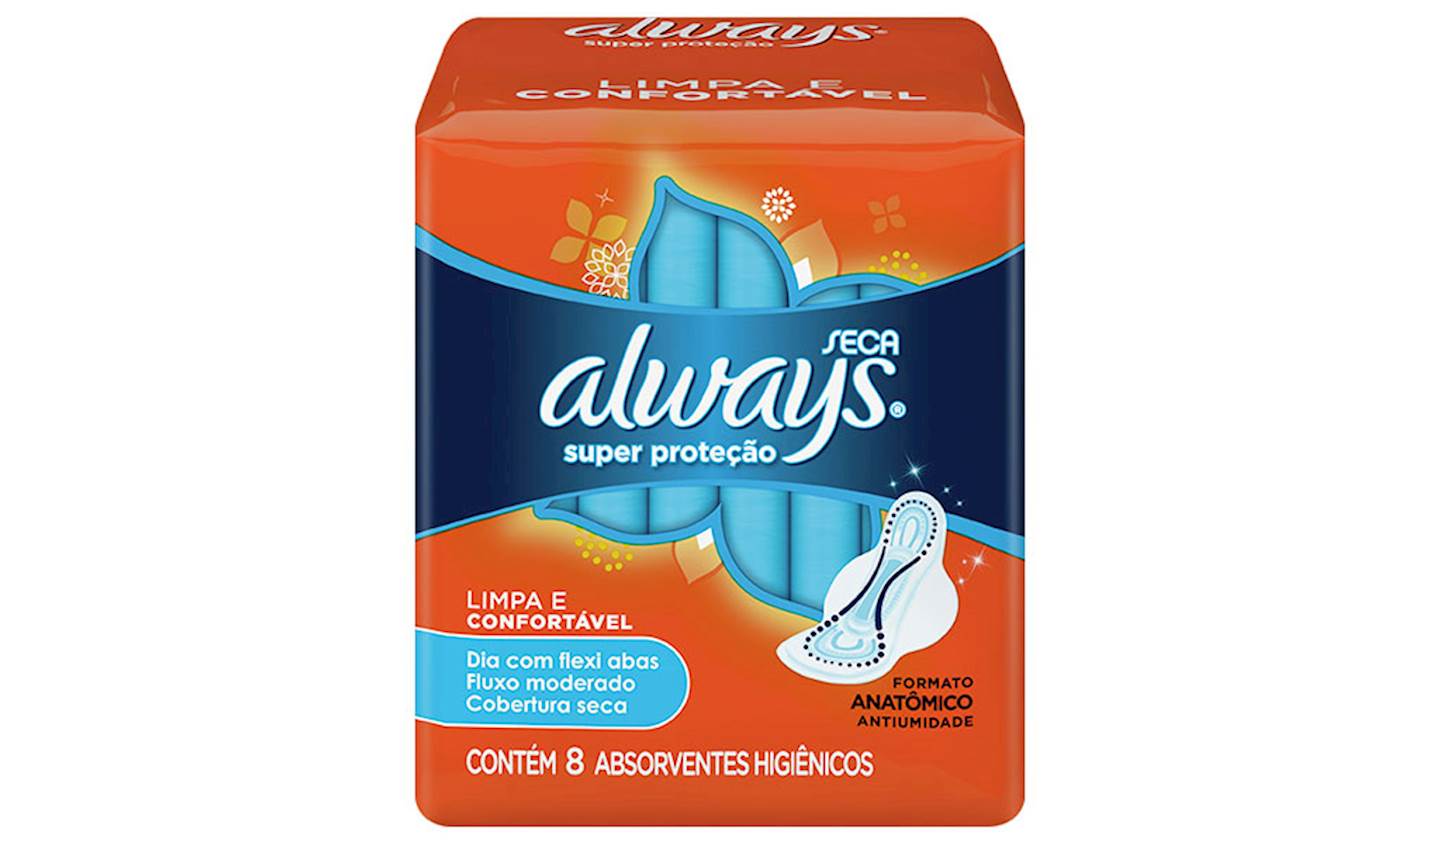 always
super proteção
LIMPA E
CONFORTÁVEL
SECA
always®
super proteção
LIMPA E
CONFORTÁVEL
Dia com flexi abas
Fluxo moderado
Cobertura seca
FORMATO
ANATÔMICO
ANTIUMIDADE
CONTÉM 8 ABSORVENTES HIGIÊNICOS